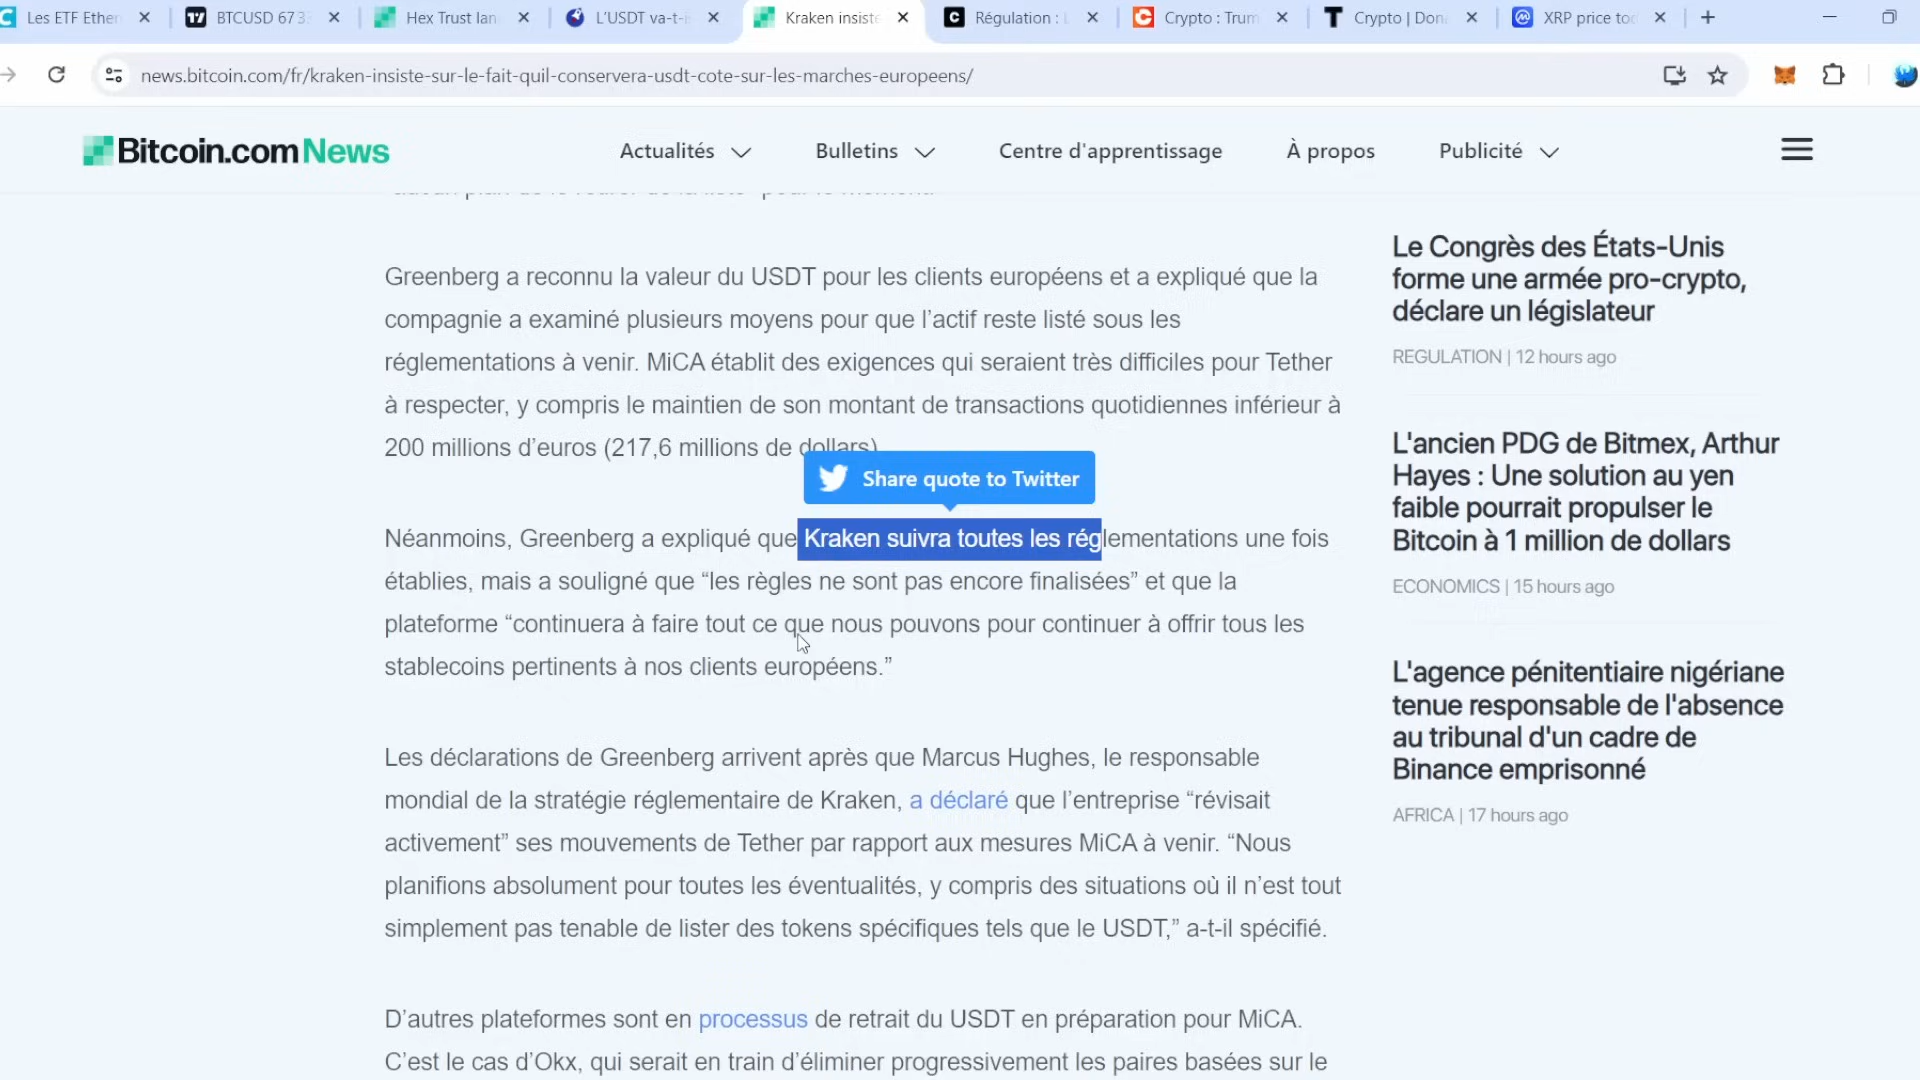 Les ETF Ether
BTCUSD 67 3
Hex Trust lan
L'USDT va-t-i
Kraken insiste
Régulation : L
Crypto : Trum
Crypto | Don
XRP price too
news.bitcoin.com/fr/kraken-insiste-sur-le-fait-quil-conservera-usdt-cote-sur-les-marches-europeens/
Bitcoin.com News
Actualités
Bulletins
Centre d'apprentissage
À propos
Publicité
Greenberg a reconnu la valeur du USDT pour les clients européens et a expliqué que la
compagnie a examiné plusieurs moyens pour que l’actif reste listé sous les
réglementations à venir. MiCA établit des exigences qui seraient très difficiles pour Tether
à respecter, y compris le maintien de son montant de transactions quotidiennes inférieur à
200 millions d’euros (217,6 millions de dollars)
Share quote to Twitter
Néanmoins, Greenberg a expliqué que Kraken suivra toutes les réglementations une fois
établies, mais a souligné que “les règles ne sont pas encore finalisées” et que la
plateforme “continuera à faire tout ce que nous pouvons pour continuer à offrir tous les
stablecoins pertinents à nos clients européens.”
Les déclarations de Greenberg arrivent après que Marcus Hughes, le responsable
mondial de la stratégie réglementaire de Kraken, a déclaré que l’entreprise “révisait
activement” ses mouvements de Tether par rapport aux mesures MiCA à venir. “Nous
planifions absolument pour toutes les éventualités, y compris des situations où il n’est tout
simplement pas tenable de lister des tokens spécifiques tels que le USDT,” a-t-il spécifié.
D’autres plateformes sont en processus de retrait du USDT en préparation pour MiCA.
C’est le cas d’Okx, qui serait en train d’éliminer progressivement les paires basées sur le
Le Congrès des États-Unis
forme une armée pro-crypto,
déclare un législateur
REGULATION | 12 hours ago
L'ancien PDG de Bitmex, Arthur
Hayes : Une solution au yen
faible pourrait propulser le
Bitcoin à 1 million de dollars
ECONOMICS | 15 hours ago
L'agence pénitentiaire nigériane
tenue responsable de l'absence
au tribunal d'un cadre de
Binance emprisonné
AFRICA | 17 hours ago